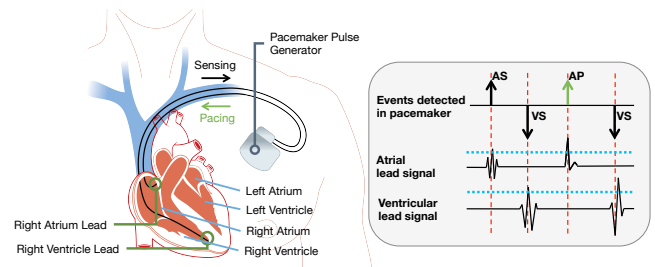 Pacemaker Pulse
Generator
Sensing
Pacing
Left Atrium
Left Ventricle
Right Atrium
Right Ventricle
Right Atrium Lead
Right Ventricle Lead
AS
AP
Events detected
in pacemaker
VS
VS
Atrial
lead signal
Ventricular
lead signal